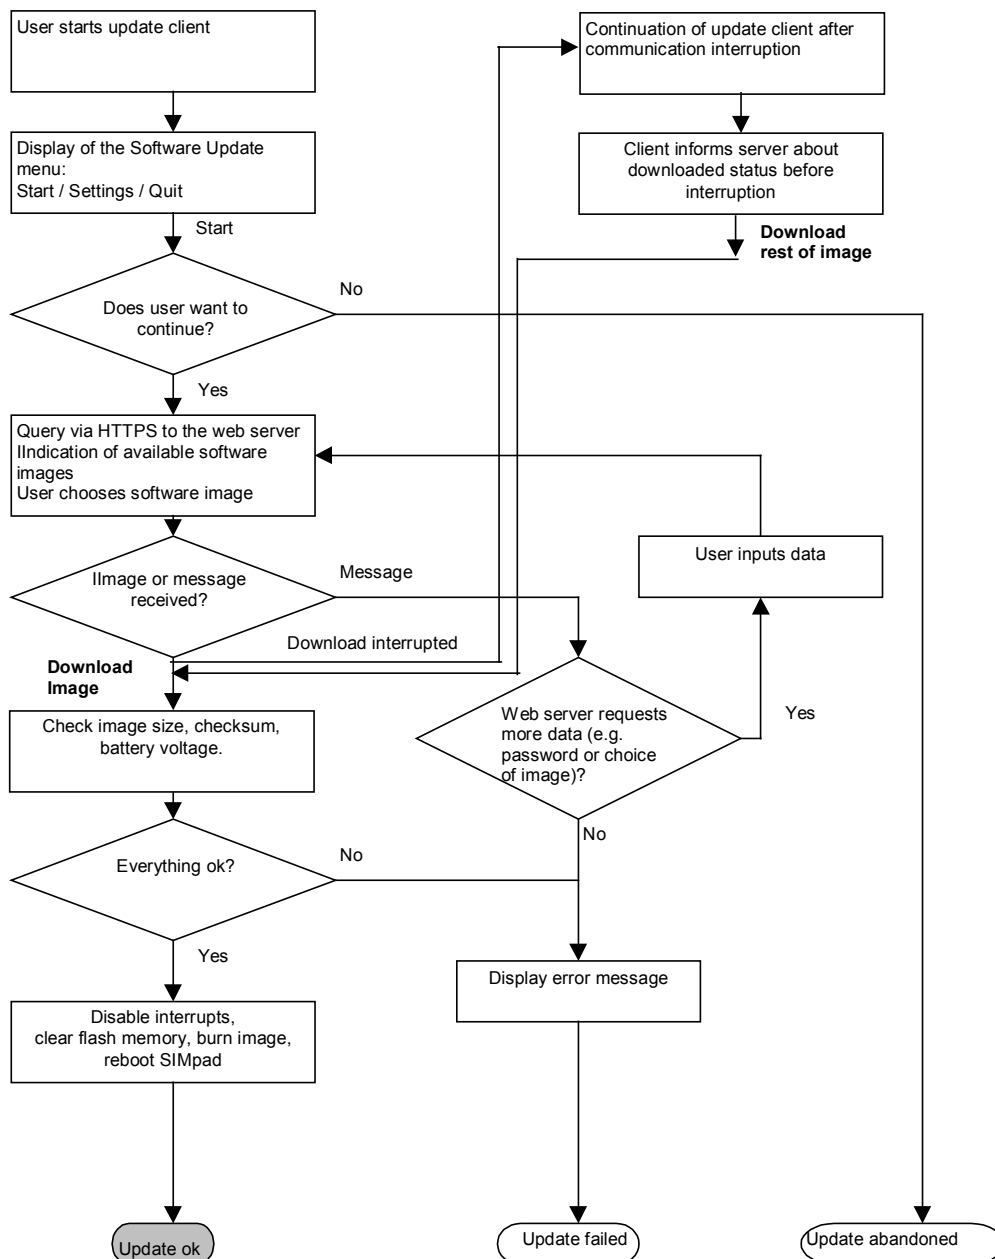 User starts update client
Continuation of update client after
communication interruption
Display of the Software Update
menu:
Start / Settings / Quit
Client informs server about
downloaded status before
interruption
Start
Download
rest of image
No
Does user want to
continue?
Yes
Query via HTTPS to the web server
IIndication of available software
images
User chooses software image
User inputs data
IImage or message
received?
Message
Download interrupted
Download
Image
Check image size, checksum,
battery voltage.
Web server requests
more data (e.g.
password or choice
of image)?
Yes
No
Everything ok?
No
Yes
Display error message
Disable interrupts,
clear flash memory, burn image,
reboot SIMpad
Update ok
Update failed
Update abandoned